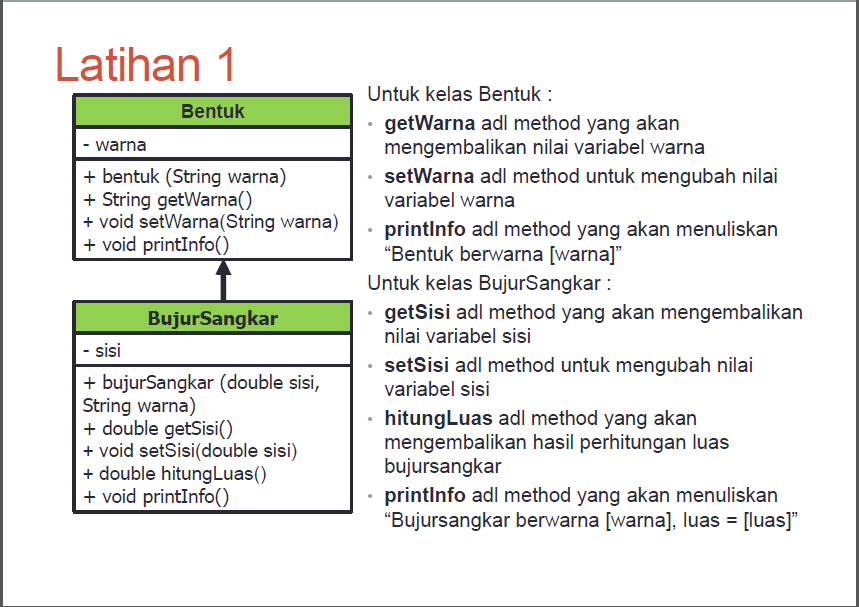 Latihan 1
Bentuk
- warna
+ bentuk (String warna)
+ String getWarna()
+ void setWarna(String warna)
+ void printInfo()
BujurSangkar
- sisi
+ bujurSangkar (double sisi,
String warna)
+ double getSisi()
+ void setSisi(double sisi)
+ double hitungLuas()
+ void printInfo()
Untuk kelas Bentuk :
• getWarna adl method yang akan
mengembalikan nilai variabel warna
• setWarna adl method untuk mengubah nilai
variabel warna
• printInfo adl method yang akan menuliskan
“Bentuk berwarna [warna]”
Untuk kelas BujurSangkar :
• getSisi adl method yang akan mengembalikan
nilai variabel sisi
• setSisi adl method untuk mengubah nilai
variabel sisi
• hitungLuas adl method yang akan
mengembalikan hasil perhitungan luas
bujursangkar
• printInfo adl method yang akan menuliskan
“Bujursangkar berwarna [warna], luas = [luas]”